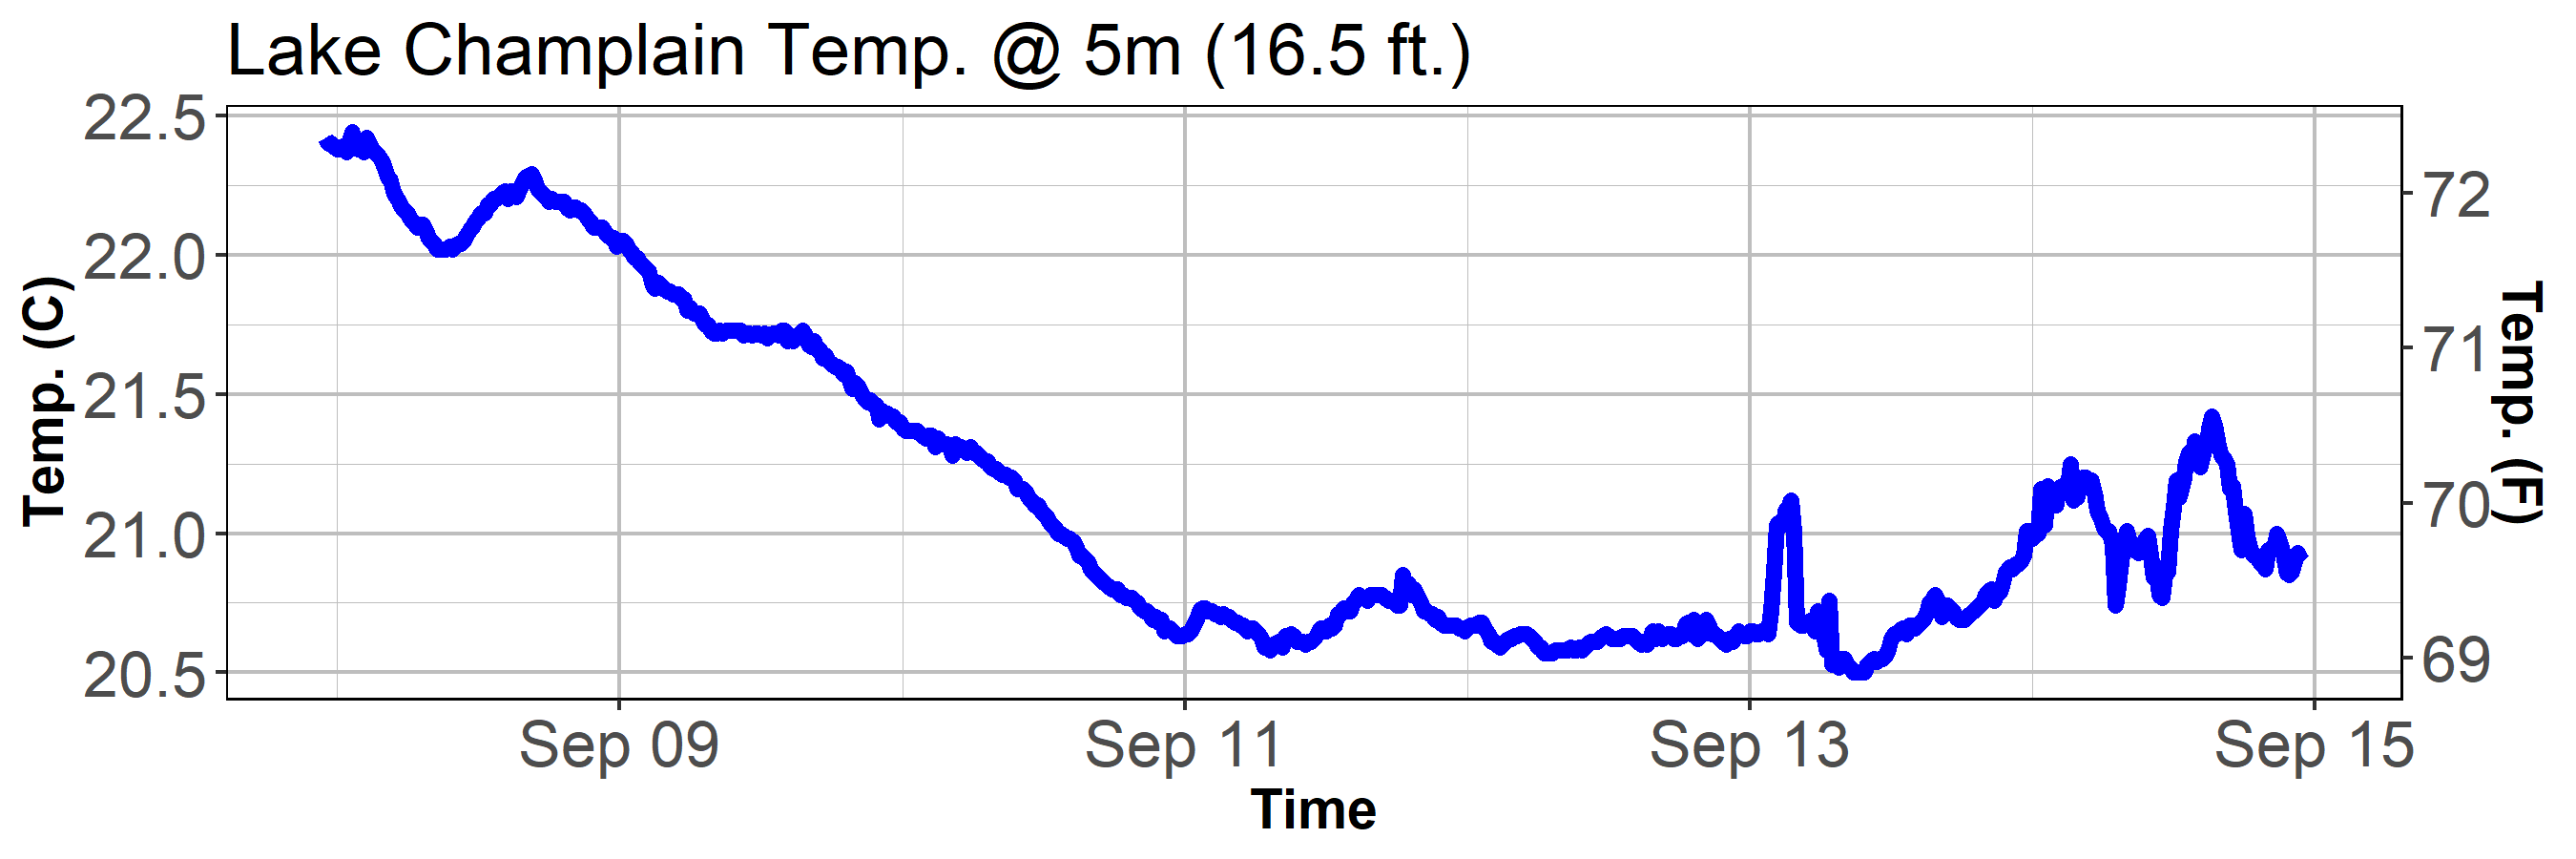 Lake Champlain Temp. @ 5m (16.5 ft.)
22.5
22.0
21.5
21.0
20.5
Temp. (C)
72
71
70
69
Temp. (F)
Sep 09 Sep 11 Sep 13 Sep 15
Time